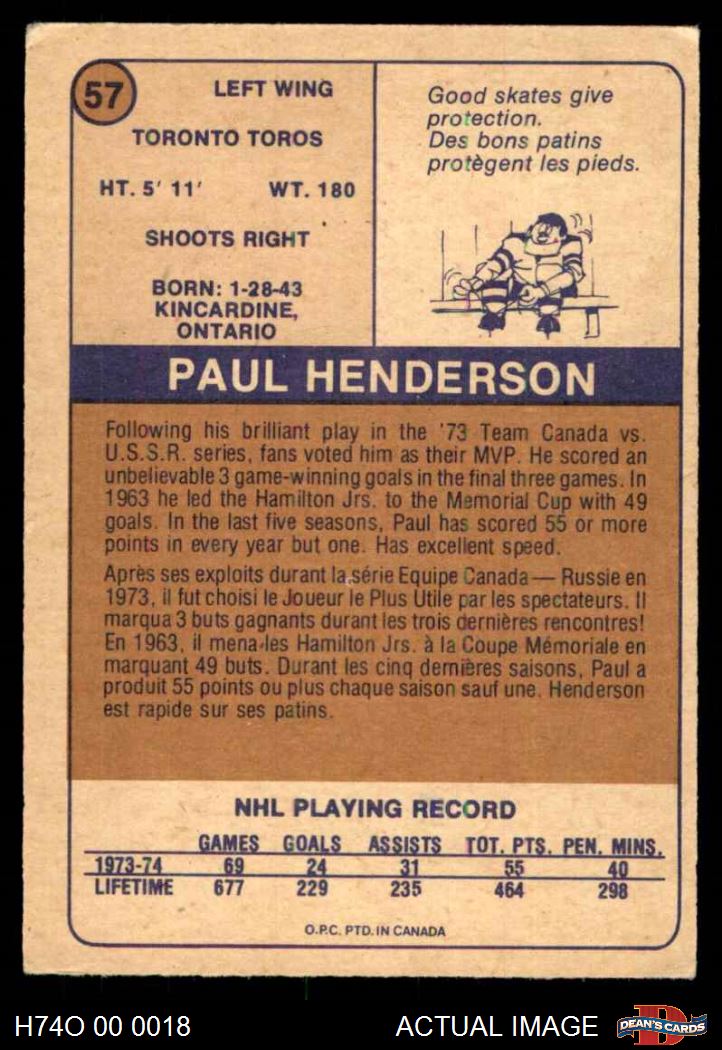 57
LEFT WING
TORONTO TOROS
HT. 5' 11' WT. 180
SHOOTS RIGHT
BORN: 1-28-43
KINCARDINE,
ONTARIO
Good skates give
protection.
Des bons patins
protègent les pieds.
PAUL HENDERSON
Following his brilliant play in the '73 Team Canada vs.
U.S.S.R. series, fans voted him as their MVP. He scored an
unbelievable 3 game-winning goals in the final three games. In
1963 he led the Hamilton Jrs. to the Memorial Cup with 49
goals. In the last five seasons, Paul has scored 55 or more
points in every year but one. Has excellent speed.
Après ses exploits durant la série Equipe Canada — Russie en
1973, il fut choisi le Joueur le Plus Utile par les spectateurs. Il
marqua 3 buts gagnants durant les trois dernières rencontres!
En 1963, il mena les Hamilton Jrs. à la Coupe Mémoriale en
marquant 49 buts. Durant les cinq dernières saisons, Paul a
produit 55 points ou plus chaque saison sauf une. Henderson
est rapide sur ses patins.
NHL PLAYING RECORD
GAMES GOALS ASSISTS TOT. PTS. PEN. MINS.
1973-74 69 24 31 55 40
LIFETIME 677 229 235 464 298
O.P.C. PTD. IN CANADA
H74O 00 0018 ACTUAL IMAGE D DEAN'S CARDS